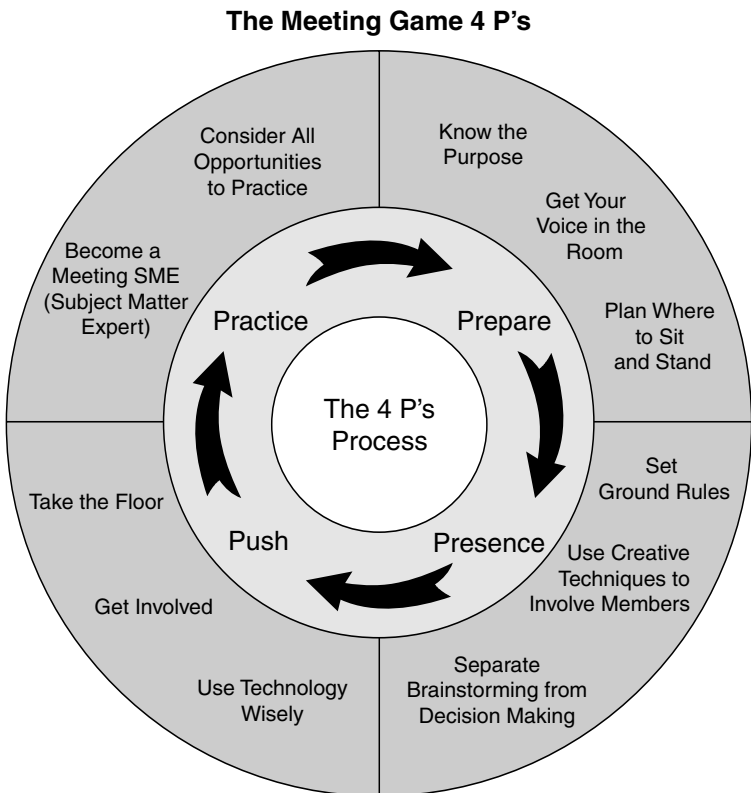 The Meeting Game 4 P's
Know the
Purpose
Get Your
Voice in the
Room
Plan Where
to Sit
and Stand
Set
Ground Rules
Use Creative
Techniques to
Involve Members
Separate
Brainstorming from
Decision Making
Use Technology
Wisely
Get Involved
Take the Floor
Become a
Meeting SME
(Subject Matter
Expert)
Consider All
Opportunities
to Practice
Prepare
Presence
Push
Practice
The 4 P's
Process